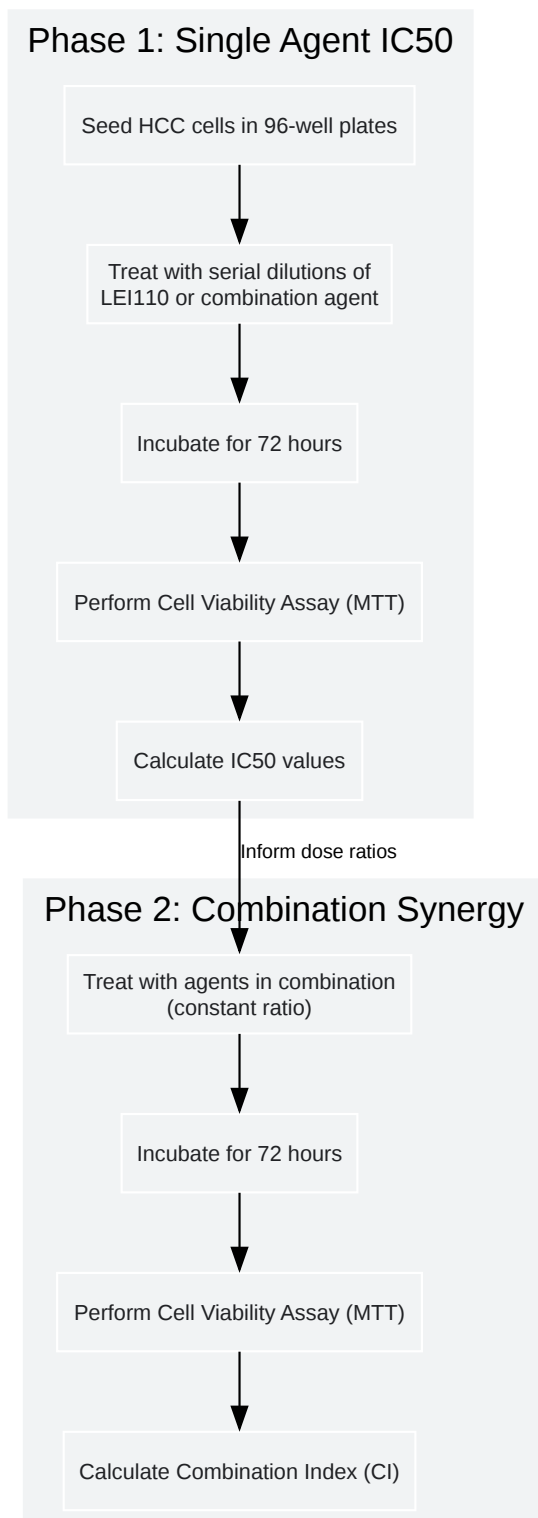 Phase 1: Single Agent IC50
Seed HCC cells in 96-well plates
Treat with serial dilutions of
LEI110 or combination agent
Incubate for 72 hours
Perform Cell Viability Assay (MTT)
Calculate IC50 values
Inform dose ratios
Phase 2: Combination Synergy
Treat with agents in combination
(constant ratio)
Incubate for 72 hours
Perform Cell Viability Assay (MTT)
Calculate Combination Index (CI)